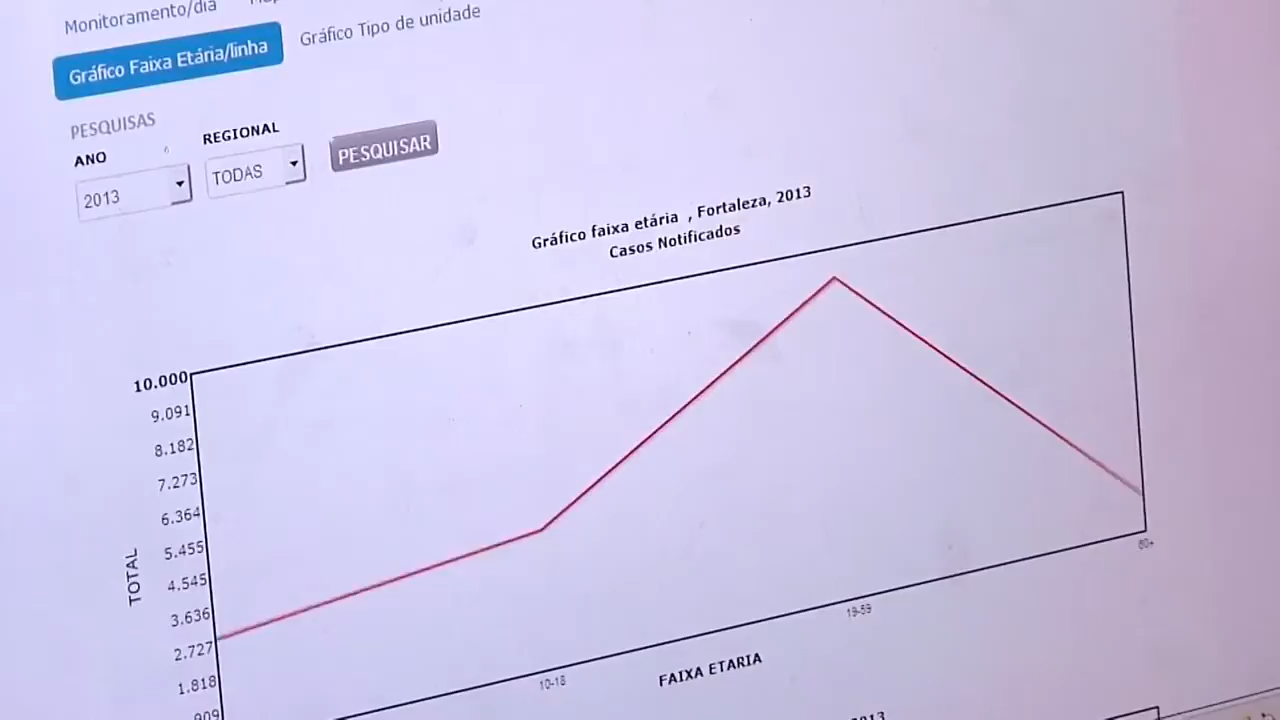 Monitoramento/dia
Gráfico Faixa Etária/linha
Gráfico Tipo de unidade
PESQUISAS
ANO
REGIONAL
2013
TODAS
PESQUISAR
Gráfico faixa etária , Fortaleza, 2013
Casos Notificados
10.000
9.091
8.182
7.273
6.364
5.455
4.545
3.636
2.727
1.818
909
TOTAL
10-18
19-59
60+
FAIXA ETARIA
2013